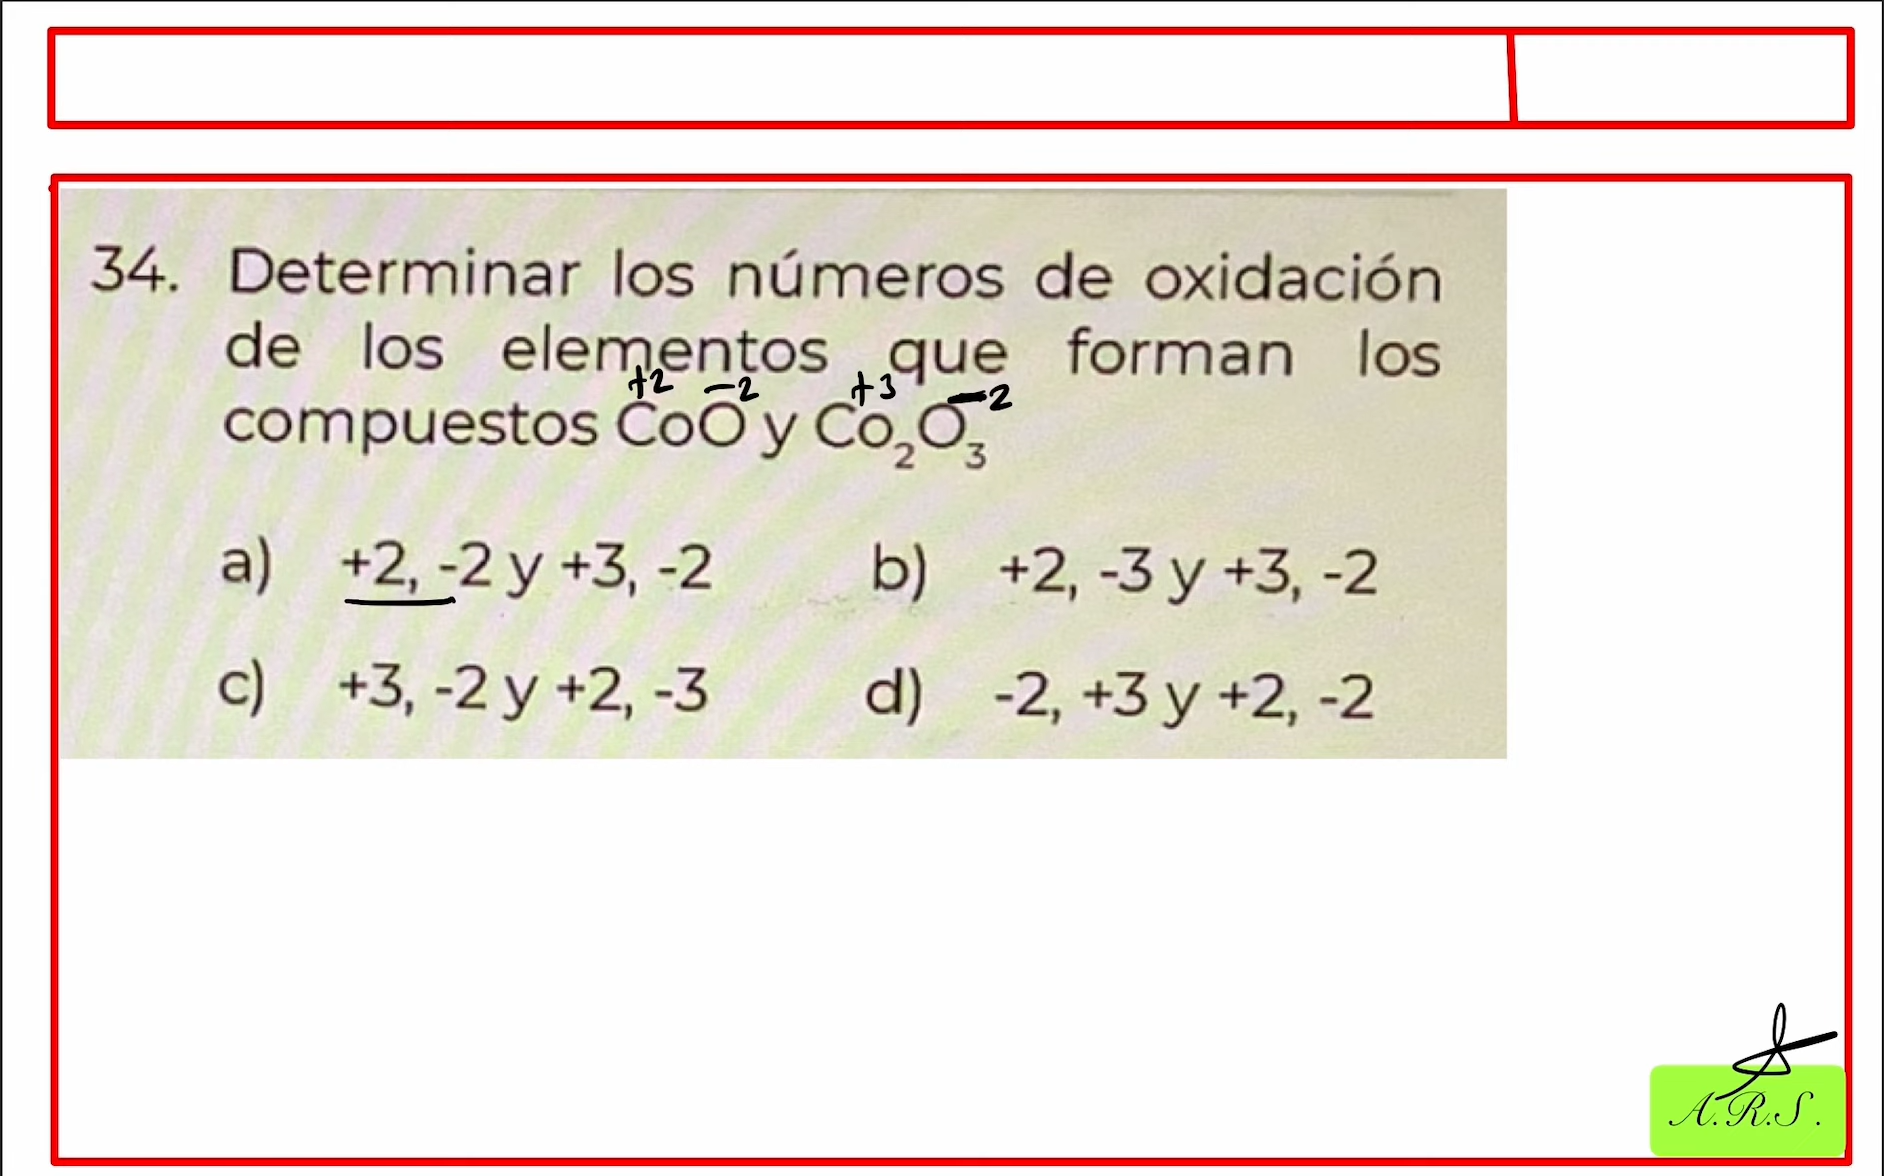 34. Determinar los números de oxidación
de los elementos que forman los
+2 -2 +3 -2
compuestos CoO y Co₂O₃
a) +2, -2 y +3, -2 b) +2, -3 y +3, -2
c) +3, -2 y +2, -3 d) -2, +3 y +2, -2
A.R.S.